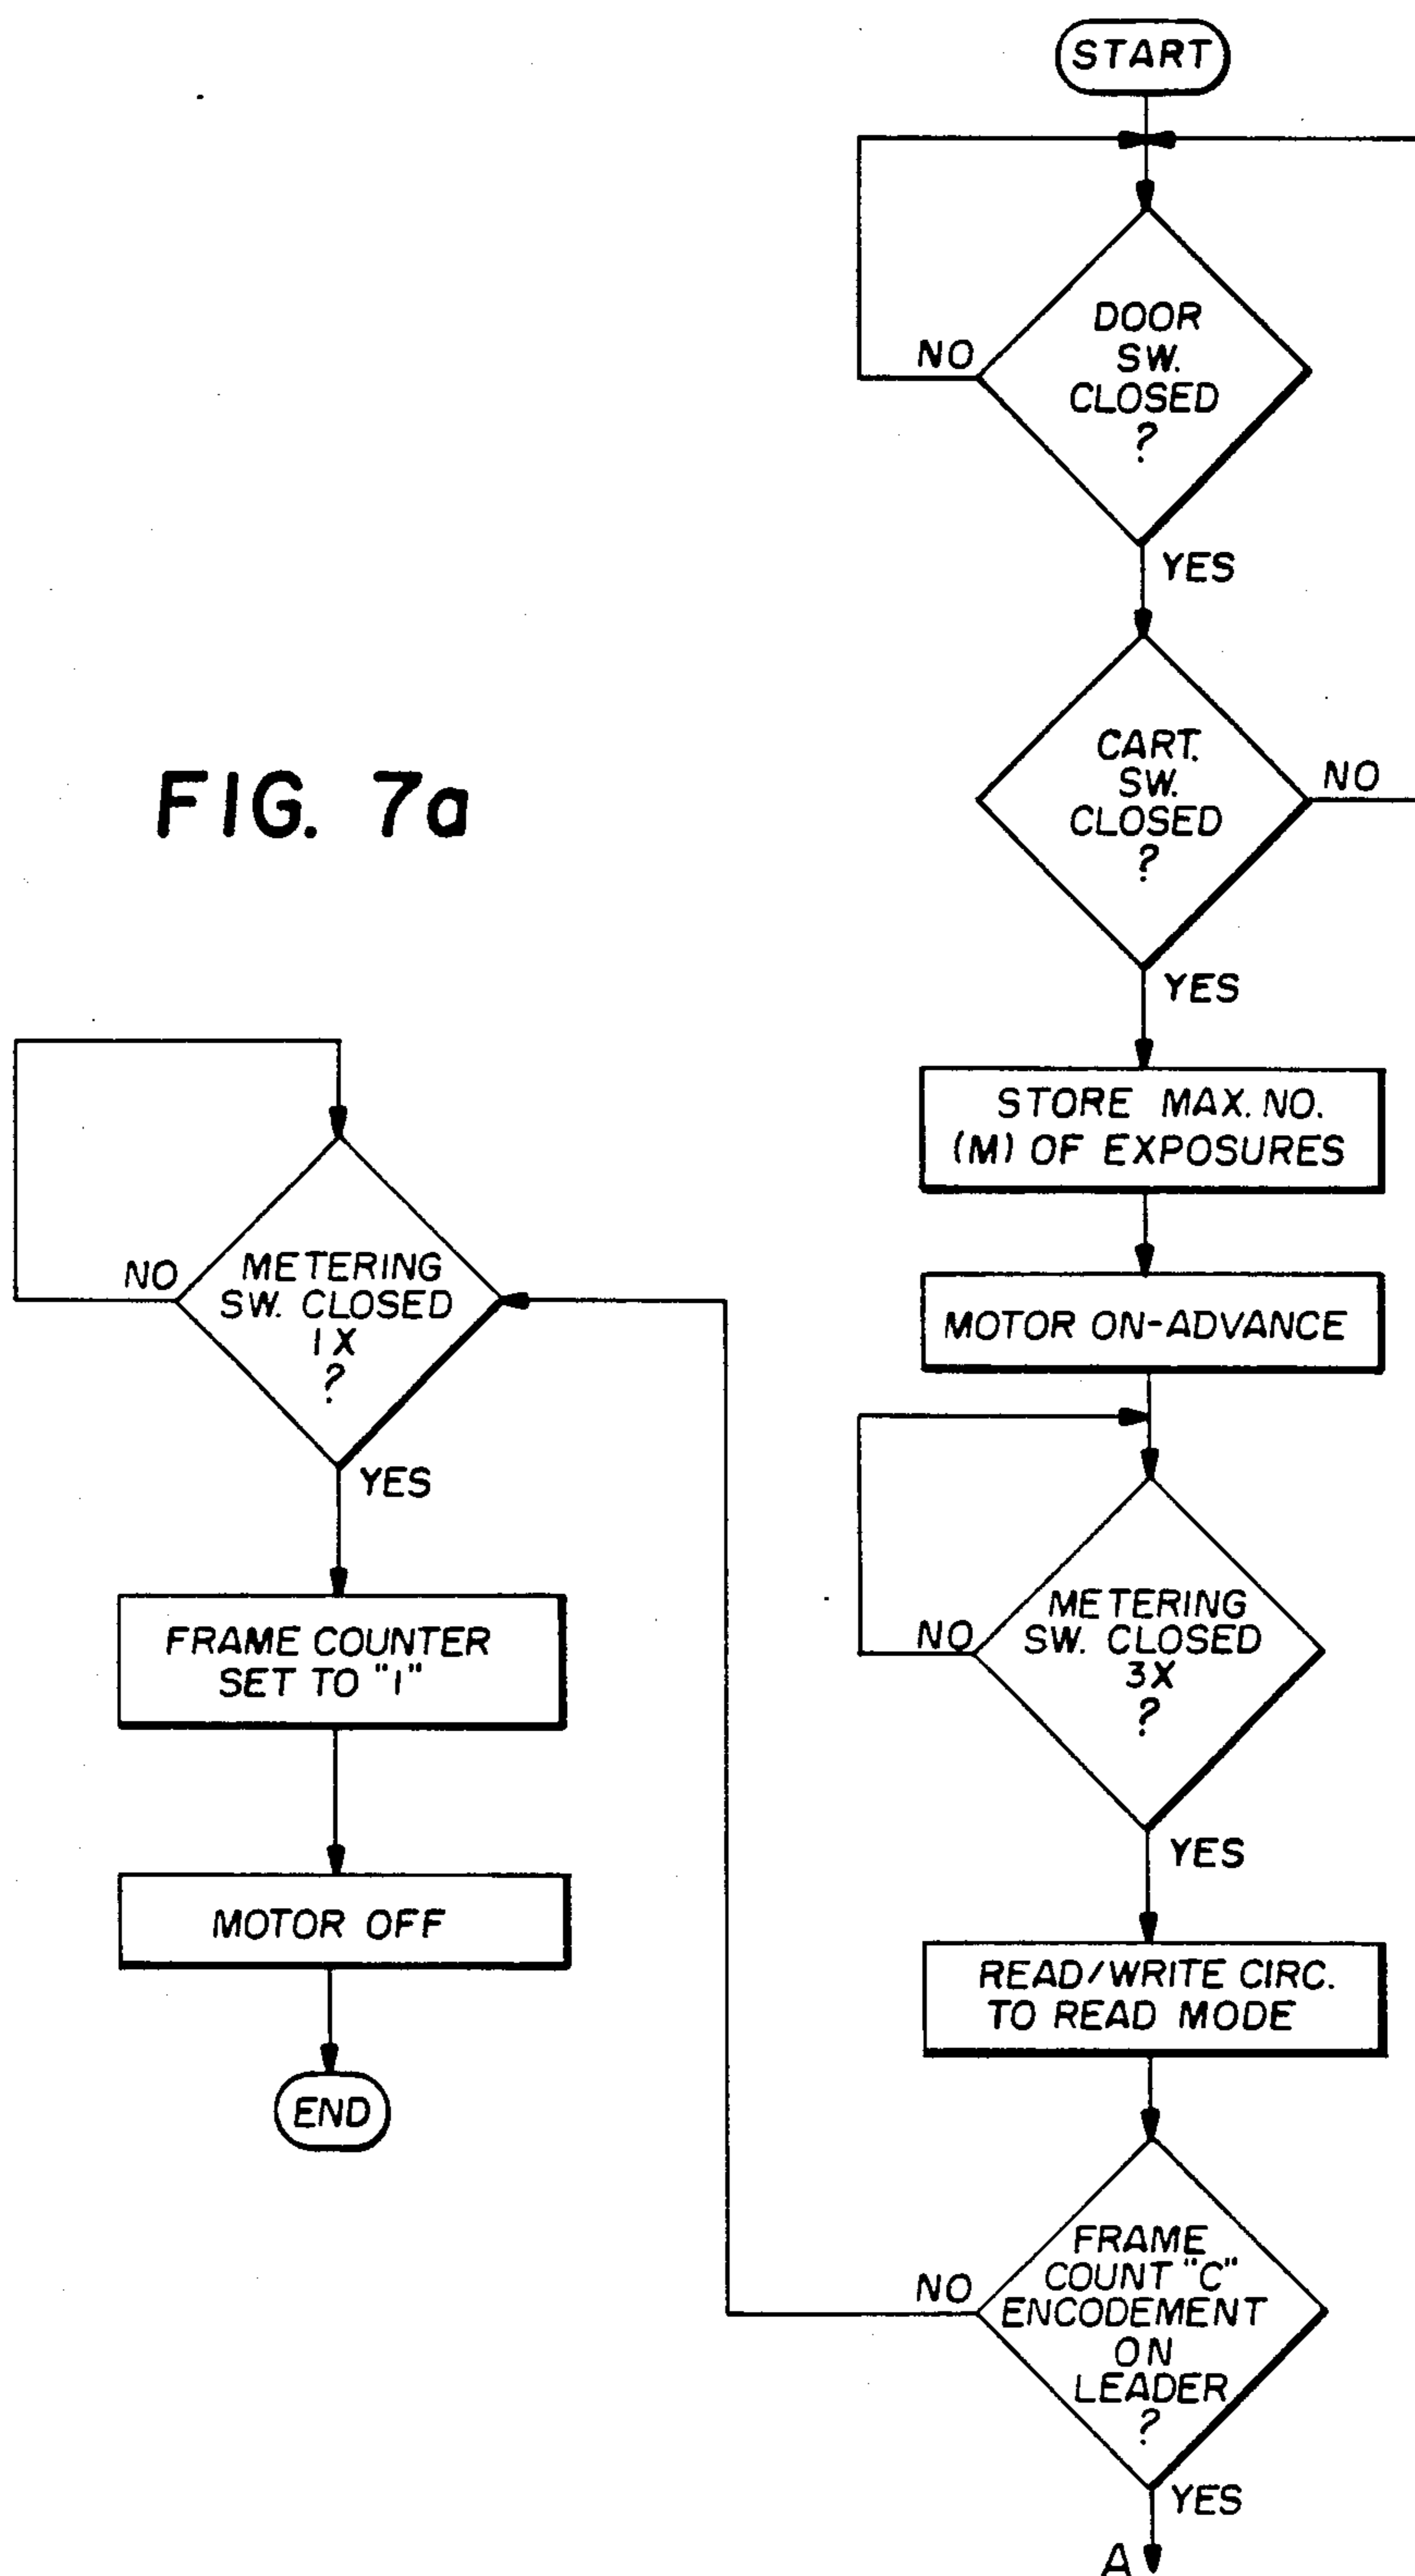 START
DOOR
SW.
CLOSED
?
NO
YES
CART.
SW.
CLOSED
?
NO
YES
FIG. 7a
STORE MAX. NO.
(M) OF EXPOSURES
MOTOR ON-ADVANCE
METERING
SW. CLOSED
3X
?
NO
YES
READ/WRITE CIRC.
TO READ MODE
FRAME
COUNT "C"
ENCODEMENT
ON
LEADER
?
NO
YES
A
METERING
SW. CLOSED
1X
?
NO
YES
FRAME COUNTER
SET TO "1"
MOTOR OFF
END